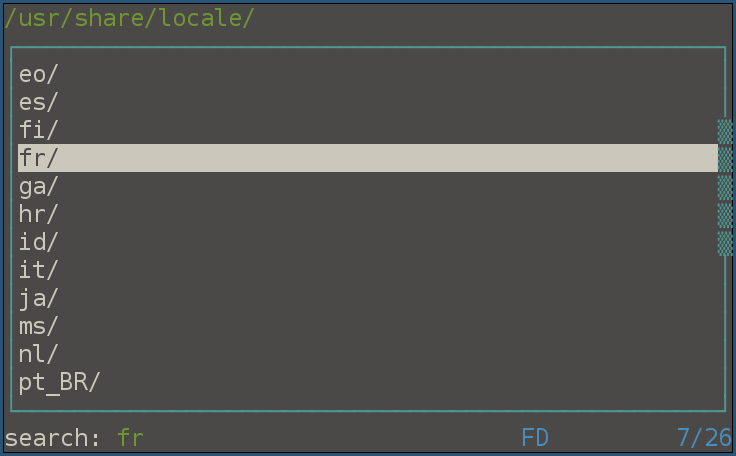 /usr/share/locale/
eo/
es/
fi/
fr/
ga/
hr/
id/
it/
ja/
ms/
nl/
pt_BR/
search: fr FD 7/26